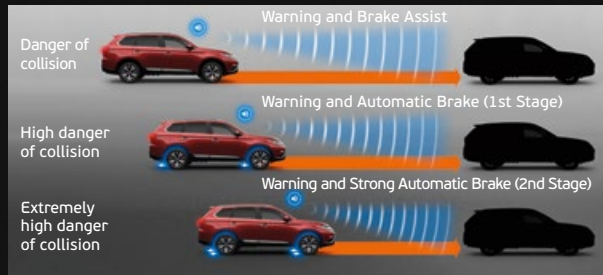 Warning and Brake Assist
Danger of
collision
Warning and Automatic Brake (1st Stage)
High danger
of collision
Warning and Strong Automatic Brake (2nd Stage)
Extremely
high danger
of collision